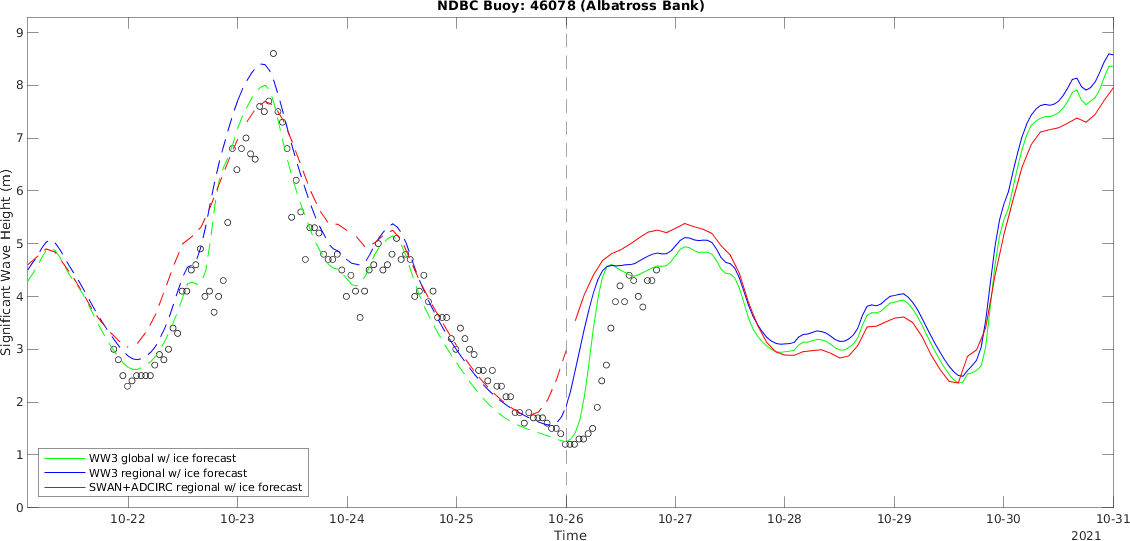 NDBC Buoy: 46078 (Albatross Bank)
Significant Wave Height (m)
9
8
7
6
5
4
3
2
1
0
WW3 global w/ ice forecast
WW3 regional w/ ice forecast
SWAN+ADCIRC regional w/ ice forecast
10-22 10-23 10-24 10-25 10-26 10-27 10-28 10-29 10-30 10-31
Time
2021